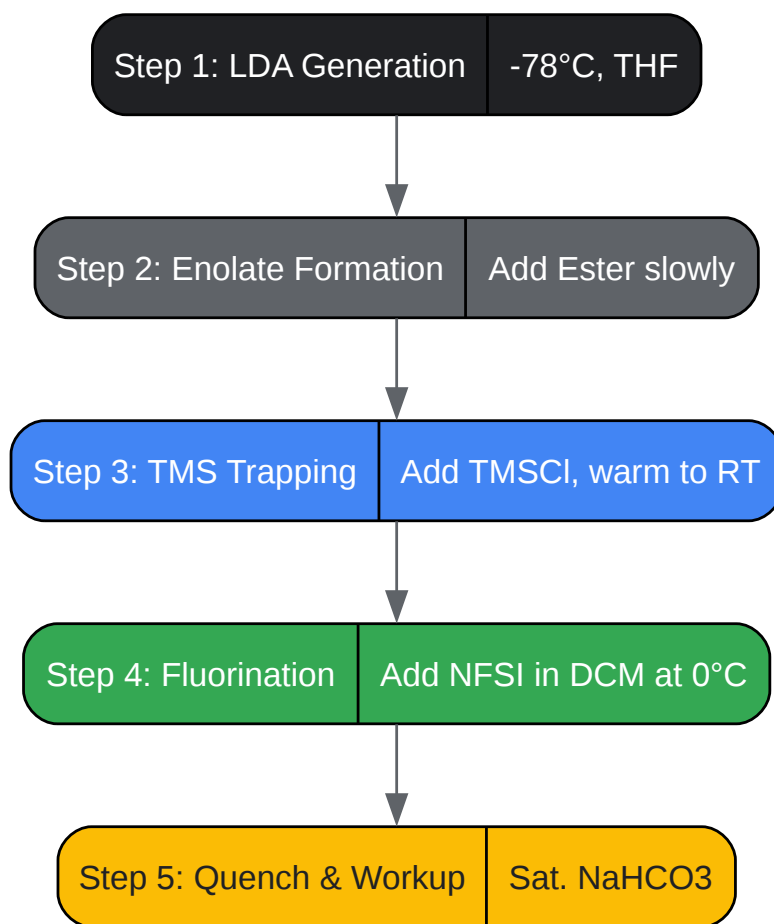 Step 1: LDA Generation -78°C, THF
Step 2: Enolate Formation Add Ester slowly
Step 3: TMS Trapping Add TMSCl, warm to RT
Step 4: Fluorination Add NFSI in DCM at 0°C
Step 5: Quench & Workup Sat. NaHCO3